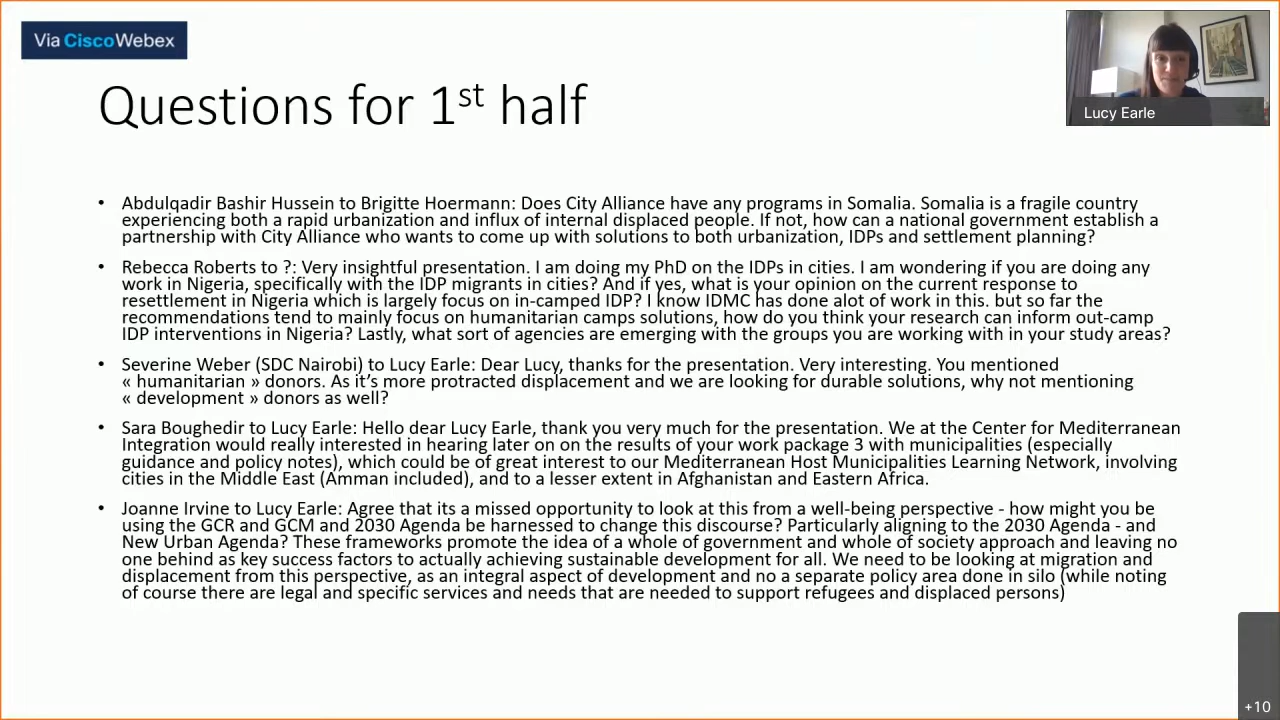 Via CiscoWebex
Lucy Earle
Questions for 1st half
• Abdulqadir Bashir Hussein to Brigitte Hoermann: Does City Alliance have any programs in Somalia. Somalia is a fragile country
experiencing both a rapid urbanization and influx of internal displaced people. If not, how can a national government establish a
partnership with City Alliance who wants to come up with solutions to both urbanization, IDPs and settlement planning?
• Rebecca Roberts to ?: Very insightful presentation. I am doing my PhD on the IDPs in cities. I am wondering if you are doing any
work in Nigeria, specifically with the IDP migrants in cities? And if yes, what is your opinion on the current response to
resettlement in Nigeria which is largely focus on in-camped IDP? I know IDMC has done alot of work in this. but so far the
recommendations tend to mainly focus on humanitarian camps solutions, how do you think your research can inform out-camp
IDP interventions in Nigeria? Lastly, what sort of agencies are emerging with the groups you are working with in your study areas?
• Severine Weber (SDC Nairobi) to Lucy Earle: Dear Lucy, thanks for the presentation. Very interesting. You mentioned
« humanitarian » donors. As it’s more protracted displacement and we are looking for durable solutions, why not mentioning
« development » donors as well?
• Sara Boughedir to Lucy Earle: Hello dear Lucy Earle, thank you very much for the presentation. We at the Center for Mediterranean
Integration would really interested in hearing later on on the results of your work package 3 with municipalities (especially
guidance and policy notes), which could be of great interest to our Mediterranean Host Municipalities Learning Network, involving
cities in the Middle East (Amman included), and to a lesser extent in Afghanistan and Eastern Africa.
• Joanne Irvine to Lucy Earle: Agree that its a missed opportunity to look at this from a well-being perspective - how might you be
using the GCR and GCM and 2030 Agenda be harnessed to change this discourse? Particularly aligning to the 2030 Agenda - and
New Urban Agenda? These frameworks promote the idea of a whole of government and whole of society approach and leaving no
one behind as key success factors to actually achieving sustainable development for all. We need to be looking at migration and
displacement from this perspective, as an integral aspect of development and no a separate policy area done in silo (while noting
of course there are legal and specific services and needs that are needed to support refugees and displaced persons)
+10